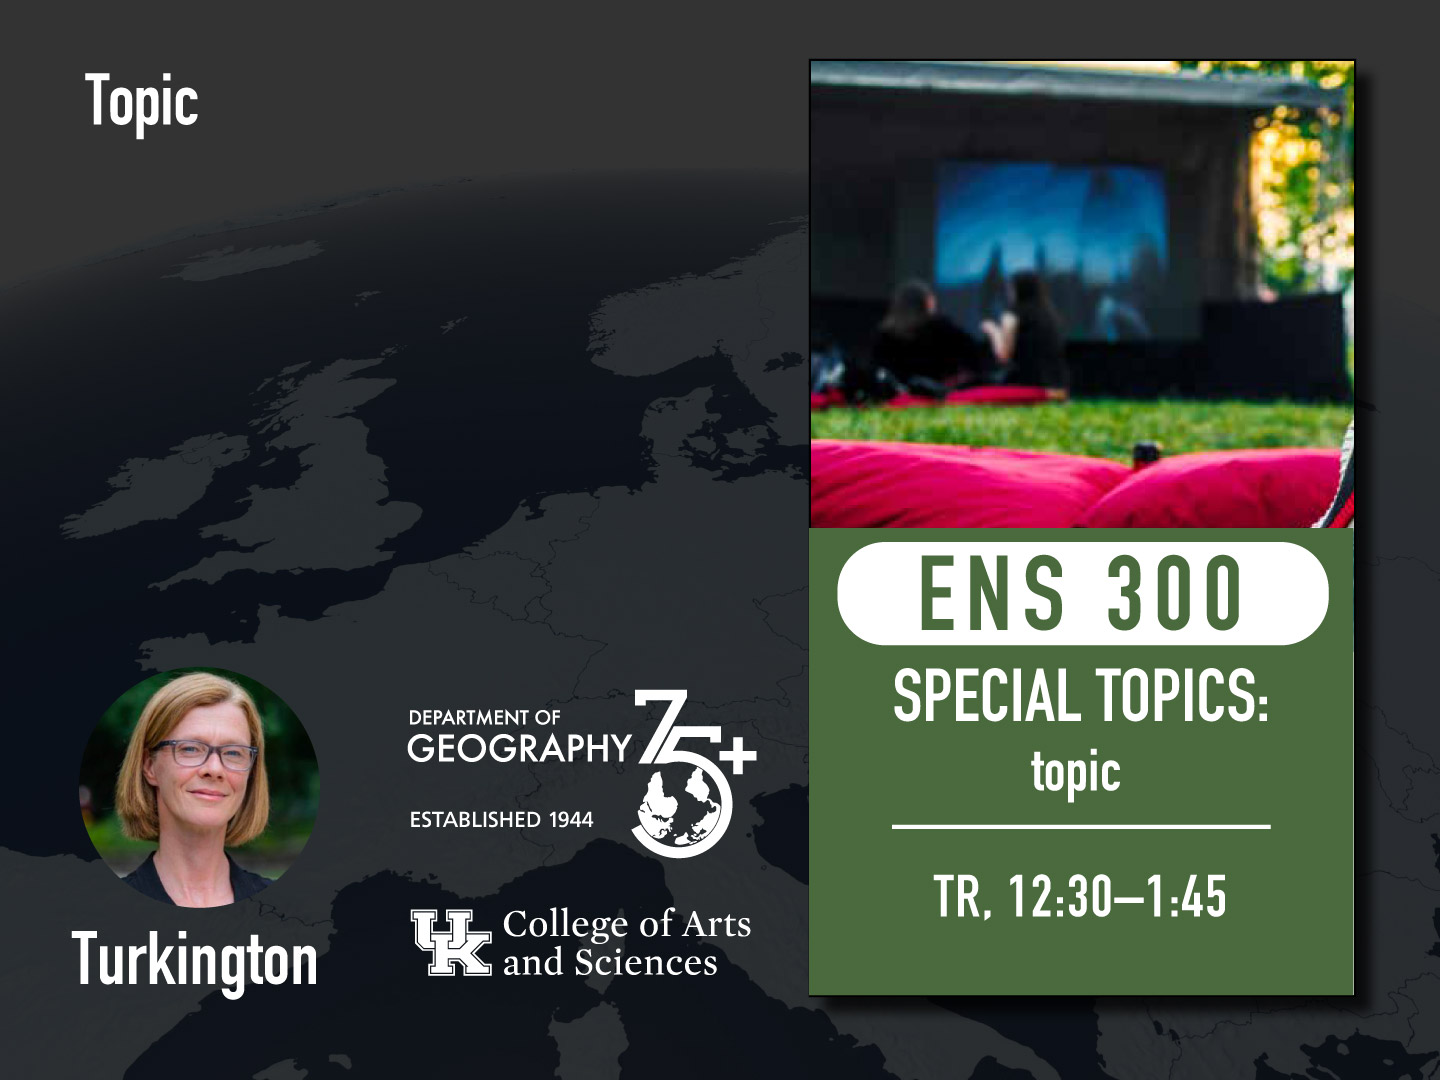 Topic
Turkington
DEPARTMENT OF
GEOGRAPHY
75+
ESTABLISHED 1944
UK
College of Arts
and Sciences
ENS 300
SPECIAL TOPICS:
topic
TR, 12:30–1:45